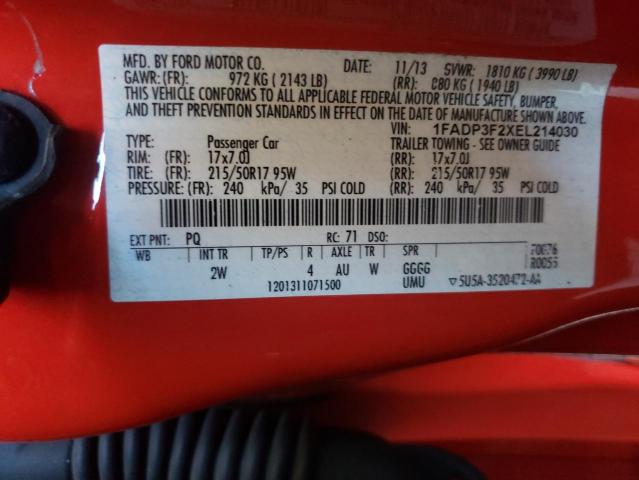 MFD. BY FORD MOTOR CO. DATE: 11/13 SVWR: 1810 KG ( 3990 LB)
GAWR: (FR): 972 KG ( 2143 LB) (RR): C80 KG ( 1940 LB)
THIS VEHICLE CONFORMS TO ALL APPLICABLE FEDERAL MOTOR VEHICLE SAFETY, BUMPER,
AND THEFT PREVENTION STANDARDS IN EFFECT ON THE DATE OF MANUFACTURE SHOWN ABOVE
VIN: 1FADP3F2XEL214030
TYPE: Passenger Car TRAILER TOWING - SEE OWNER GUIDE
RIM: (FR): 17x7.0J (RR): 17x7.0J
TIRE: (FR): 215/50R17 95W (RR): 215/50R17 95W
PRESSURE: (FR): 240 kPa/ 35 PSI COLD (RR): 240 kPa/ 35 PSI COLD
EXT PNT: PQ RC: 71 DSO:
WB INT TR TP/PS R AXLE TR SPR
2W 4 AU W GGGG
1201311071500 UMU